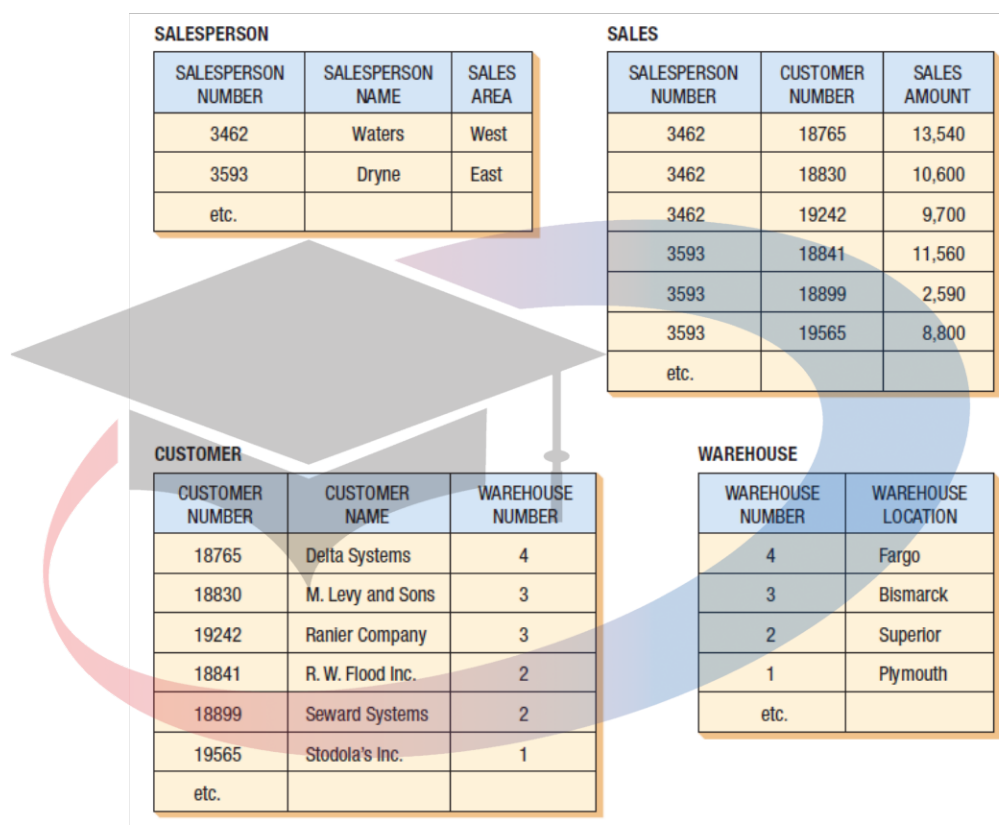 SALESPERSON
SALESPERSON NUMBER SALESPERSON NAME SALES AREA
3462 Waters West
3593 Dryne East
etc.
SALES
SALESPERSON NUMBER CUSTOMER NUMBER SALES AMOUNT
3462 18765 13,540
3462 18830 10,600
3462 19242 9,700
3593 18841 11,560
3593 18899 2,590
3593 19565 8,800
etc.
CUSTOMER
CUSTOMER NUMBER CUSTOMER NAME WAREHOUSE NUMBER
18765 Delta Systems 4
18830 M. Levy and Sons 3
19242 Ranier Company 3
18841 R. W. Flood Inc. 2
18899 Seward Systems 2
19565 Stodola's Inc. 1
etc.
WAREHOUSE
WAREHOUSE NUMBER WAREHOUSE LOCATION
4 Fargo
3 Bismarck
2 Superior
1 Plymouth
etc.